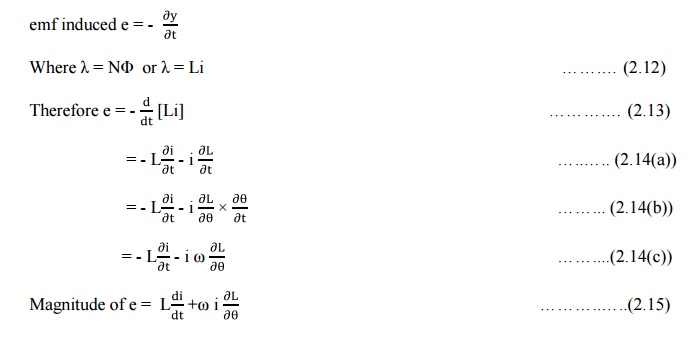 emf induced e = - ∂y/∂t
Where λ = NΦ or λ = Li ………. (2.12)
Therefore e = - d/dt [Li] …………. (2.13)
= - L ∂i/∂t - i ∂L/∂t ……... (2.14(a))
= - L ∂i/∂t - i ∂L/∂θ × ∂θ/∂t ……... (2.14(b))
= - L ∂i/∂t - i ω ∂L/∂θ ……….(2.14(c))
Magnitude of e = L di/dt +ω i ∂L/∂θ ……………..(2.15)